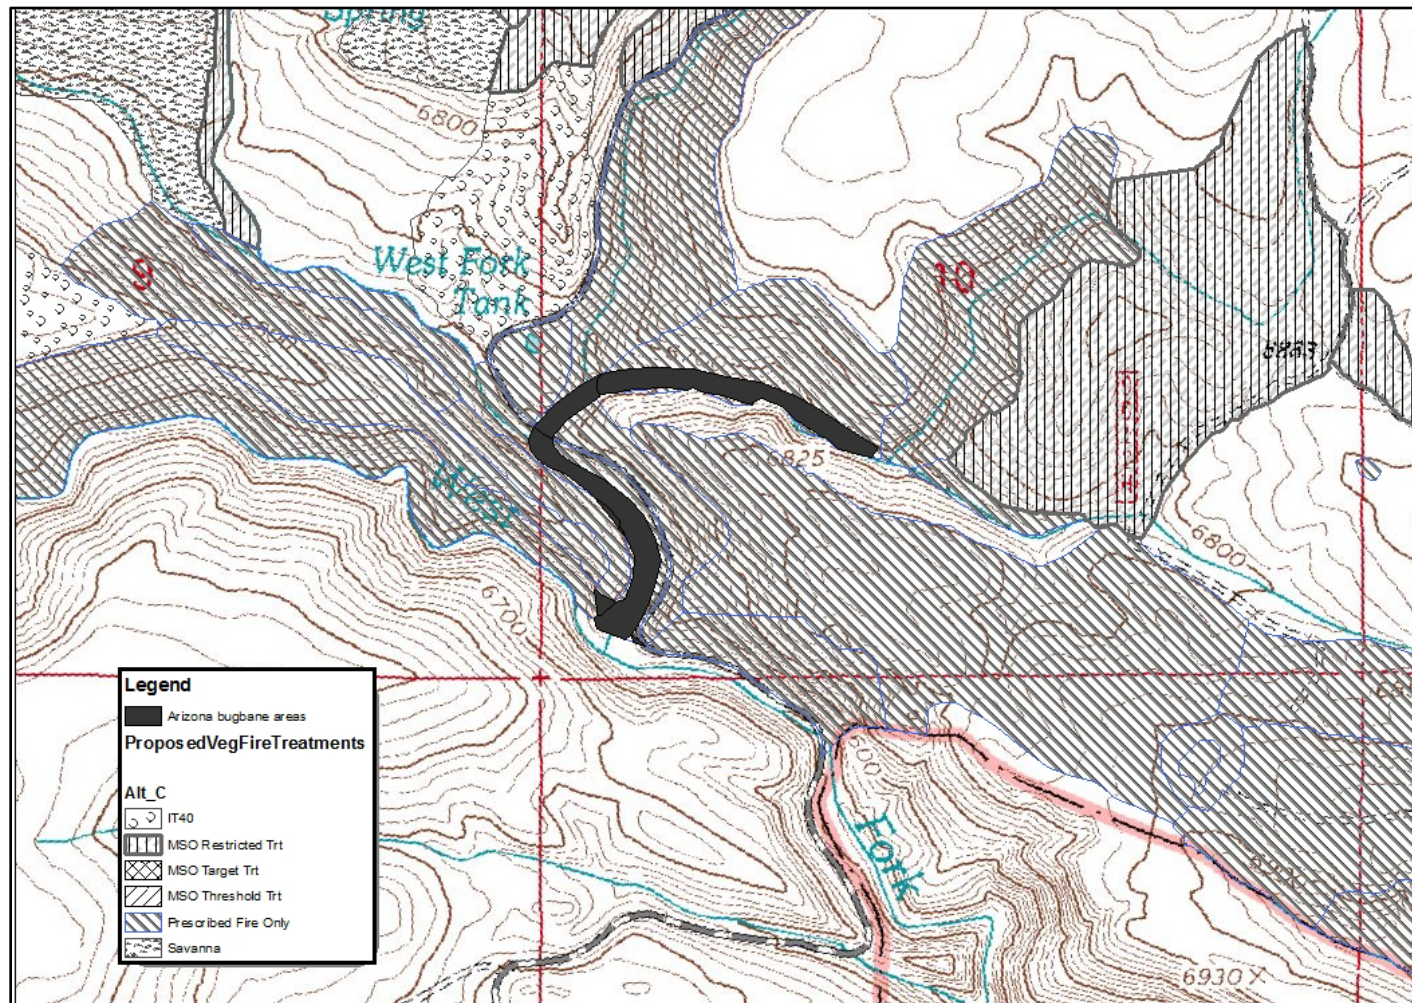 Spring
6800
9
West Fork
Tank
10
6825
West
6800
6700
Fork
6930 X
Legend
Arizona bugbane areas
ProposedVegFireTreatments
Alt_C
IT40
MSO Restricted Trt
MSO Target Trt
MSO Threshold Trt
Prescribed Fire Only
Savanna